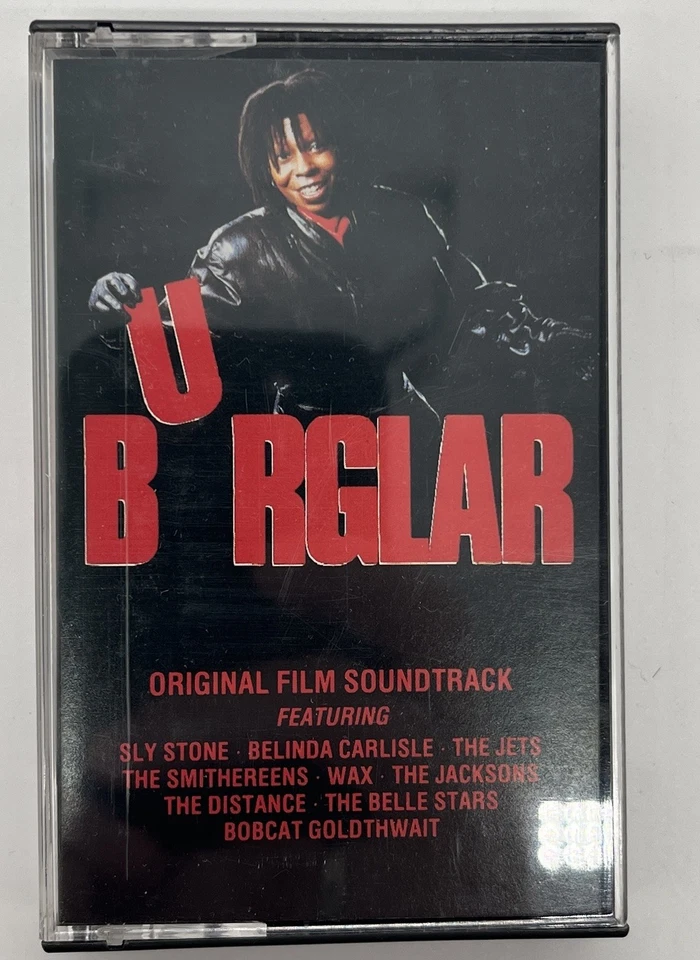 BURGLAR
ORIGINAL FILM SOUNDTRACK
FEATURING
SLY STONE · BELINDA CARLISLE · THE JETS
THE SMITHEREENS · WAX · THE JACKSONS
THE DISTANCE · THE BELLE STARS
BOBCAT GOLDTHWAIT